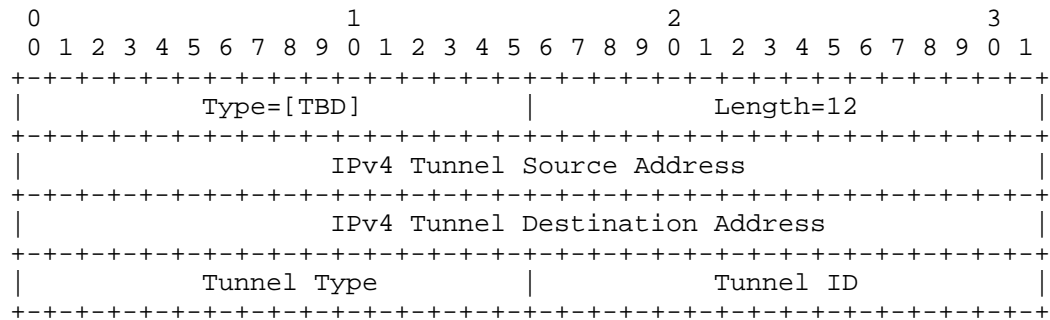 0                   1                   2                   3
 0 1 2 3 4 5 6 7 8 9 0 1 2 3 4 5 6 7 8 9 0 1 2 3 4 5 6 7 8 9 0 1
+-+-+-+-+-+-+-+-+-+-+-+-+-+-+-+-+-+-+-+-+-+-+-+-+-+-+-+-+-+-+-+-+
|           Type=[TBD]          |           Length=12           |
+-+-+-+-+-+-+-+-+-+-+-+-+-+-+-+-+-+-+-+-+-+-+-+-+-+-+-+-+-+-+-+-+
|                   IPv4 Tunnel Source Address                  |
+-+-+-+-+-+-+-+-+-+-+-+-+-+-+-+-+-+-+-+-+-+-+-+-+-+-+-+-+-+-+-+-+
|                   IPv4 Tunnel Destination Address             |
+-+-+-+-+-+-+-+-+-+-+-+-+-+-+-+-+-+-+-+-+-+-+-+-+-+-+-+-+-+-+-+-+
|           Tunnel Type         |           Tunnel ID           |
+-+-+-+-+-+-+-+-+-+-+-+-+-+-+-+-+-+-+-+-+-+-+-+-+-+-+-+-+-+-+-+-+